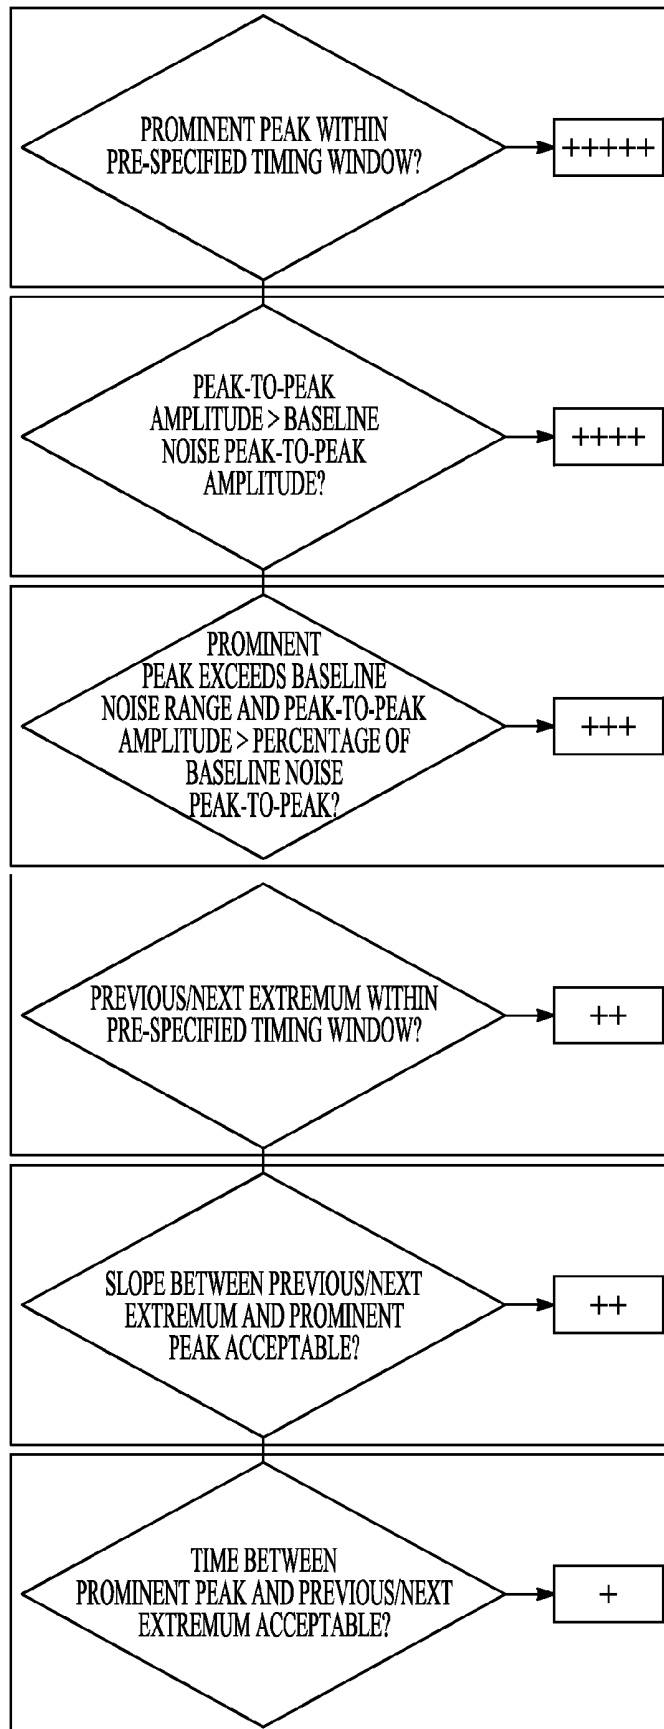 PROMINENT PEAK WITHIN
PRE-SPECIFIED TIMING WINDOW?
+++++
PEAK-TO-PEAK
AMPLITUDE > BASELINE
NOISE PEAK-TO-PEAK
AMPLITUDE?
++++
PROMINENT
PEAK EXCEEDS BASELINE
NOISE RANGE AND PEAK-TO-PEAK
AMPLITUDE > PERCENTAGE OF
BASELINE NOISE
PEAK-TO-PEAK?
+++
PREVIOUS/NEXT EXTREMUM WITHIN
PRE-SPECIFIED TIMING WINDOW?
++
SLOPE BETWEEN PREVIOUS/NEXT
EXTREMUM AND PROMINENT
PEAK ACCEPTABLE?
++
TIME BETWEEN
PROMINENT PEAK AND PREVIOUS/NEXT
EXTREMUM ACCEPTABLE?
+